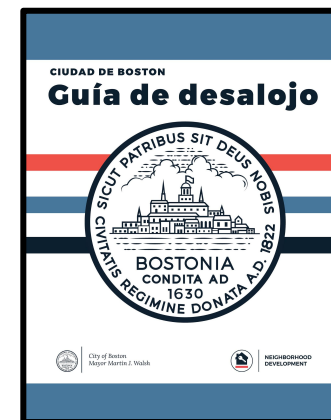 CIUDAD DE BOSTON
Guía de desalojo
SICUT PATRIBUS SIT DEUS NOBIS
BOSTONIA
CONDITA AD
1630
CIVITATIS REGIMINE DONATA A.D. 1822
City of Boston
Mayor Martin J. Walsh
NEIGHBORHOOD
DEVELOPMENT